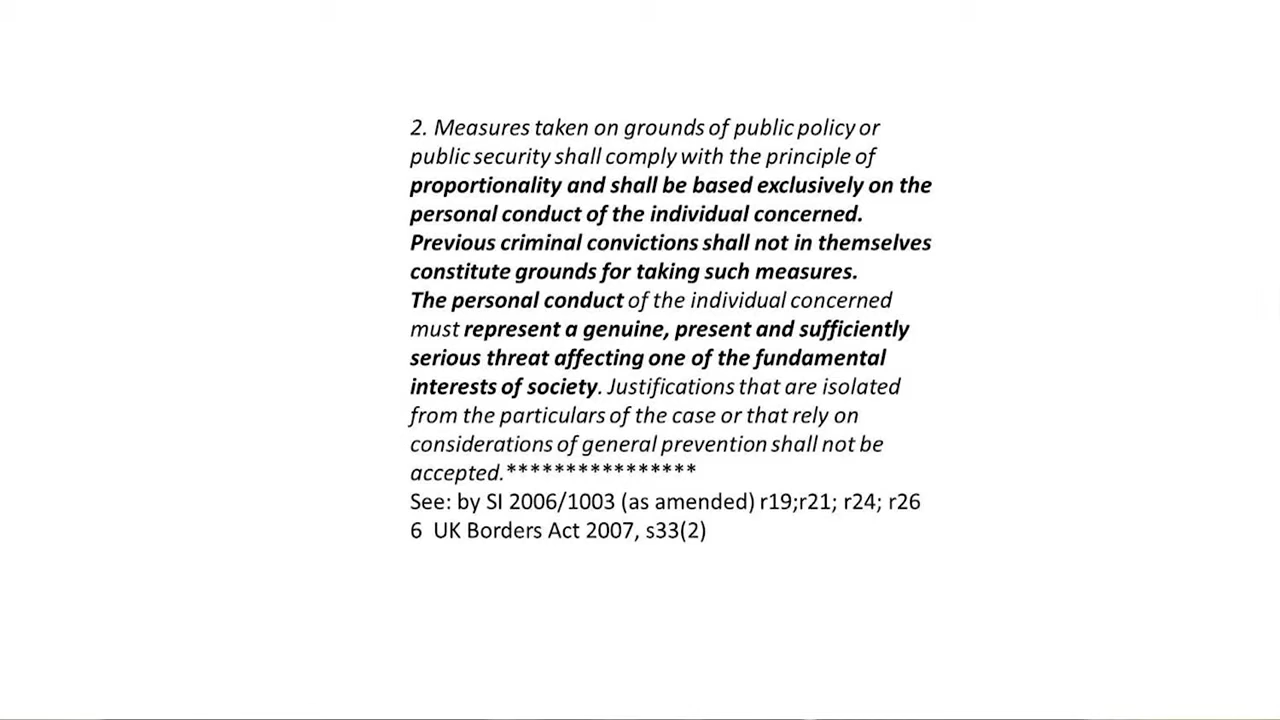 2. Measures taken on grounds of public policy or
public security shall comply with the principle of
proportionality and shall be based exclusively on the
personal conduct of the individual concerned.
Previous criminal convictions shall not in themselves
constitute grounds for taking such measures.
The personal conduct of the individual concerned
must represent a genuine, present and sufficiently
serious threat affecting one of the fundamental
interests of society. Justifications that are isolated
from the particulars of the case or that rely on
considerations of general prevention shall not be
accepted.****************
See: by SI 2006/1003 (as amended) r19;r21; r24; r26
6 UK Borders Act 2007, s33(2)